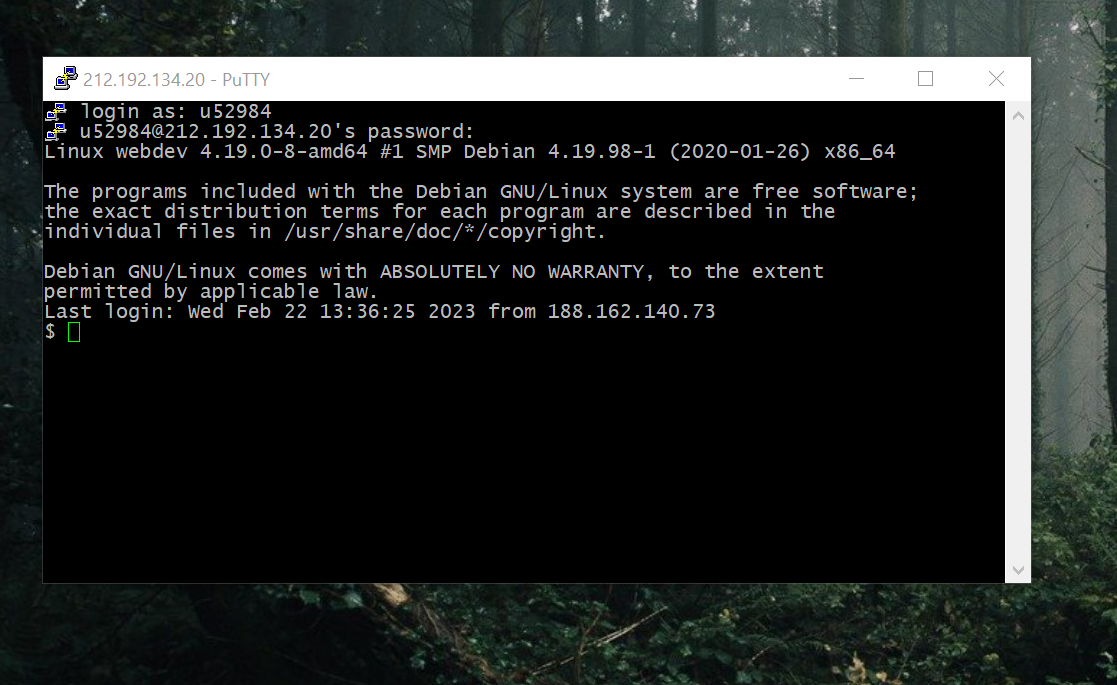 212.192.134.20 - PuTTY
login as: u52984
u52984@212.192.134.20's password:
Linux webdev 4.19.0-8-amd64 #1 SMP Debian 4.19.98-1 (2020-01-26) x86_64
The programs included with the Debian GNU/Linux system are free software;
the exact distribution terms for each program are described in the
individual files in /usr/share/doc/*/copyright.
Debian GNU/Linux comes with ABSOLUTELY NO WARRANTY, to the extent
permitted by applicable law.
Last login: Wed Feb 22 13:36:25 2023 from 188.162.140.73
$